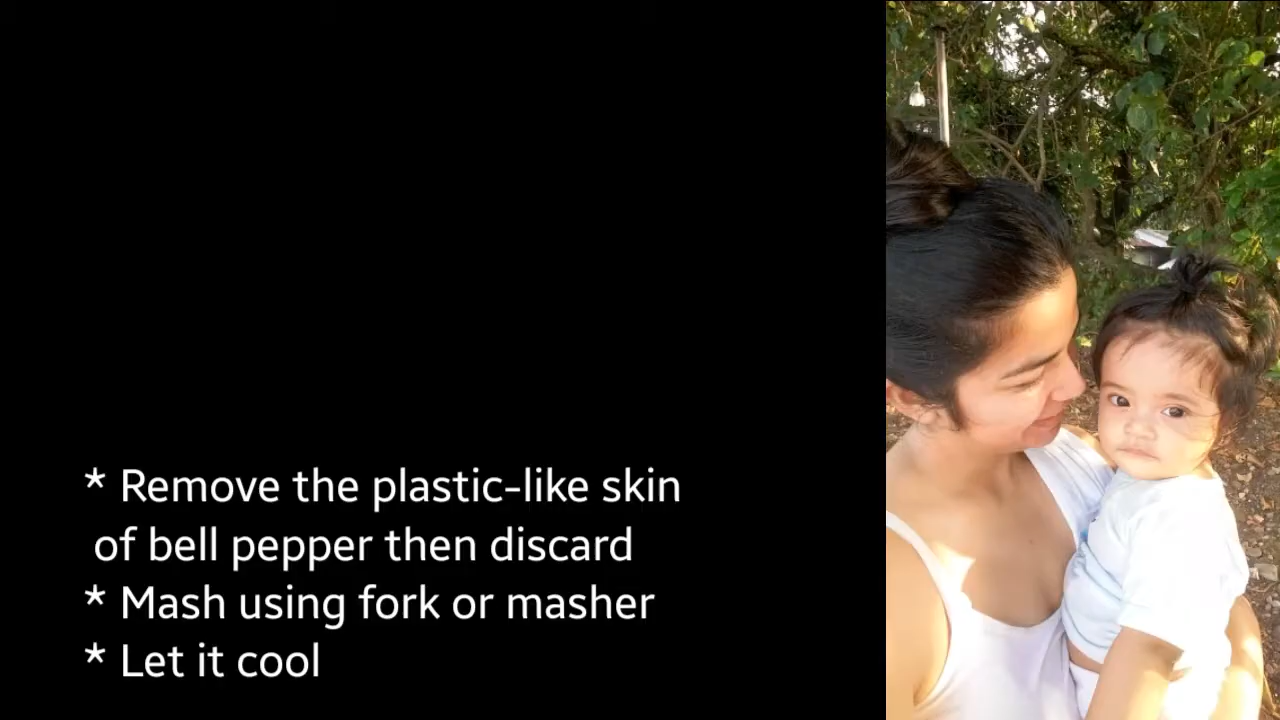 * Remove the plastic-like skin
of bell pepper then discard
* Mash using fork or masher
* Let it cool